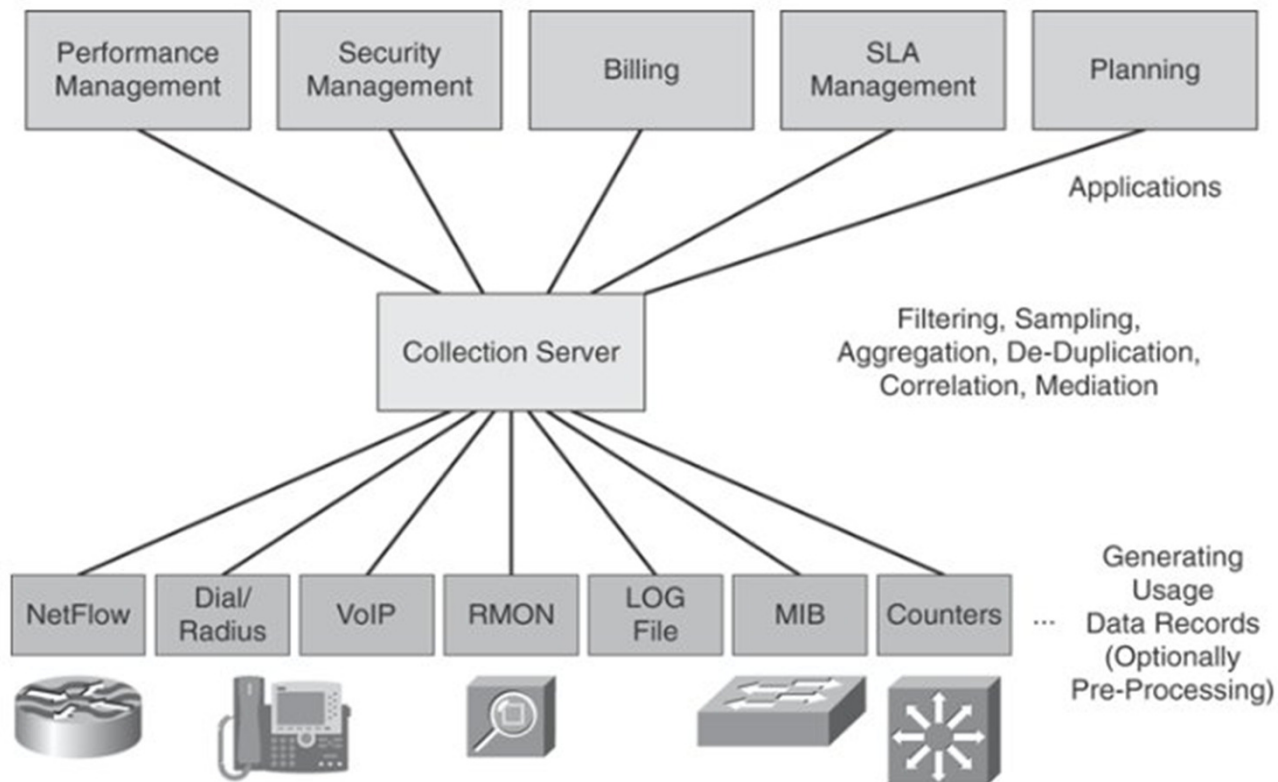 Performance
Management
Security
Management
Billing
SLA
Management
Planning
Applications
Collection Server
Filtering, Sampling,
Aggregation, De-Duplication,
Correlation, Mediation
NetFlow
Dial/
Radius
VoIP
RMON
LOG
File
MIB
Counters
...
Generating
Usage
Data Records
(Optionally
Pre-Processing)